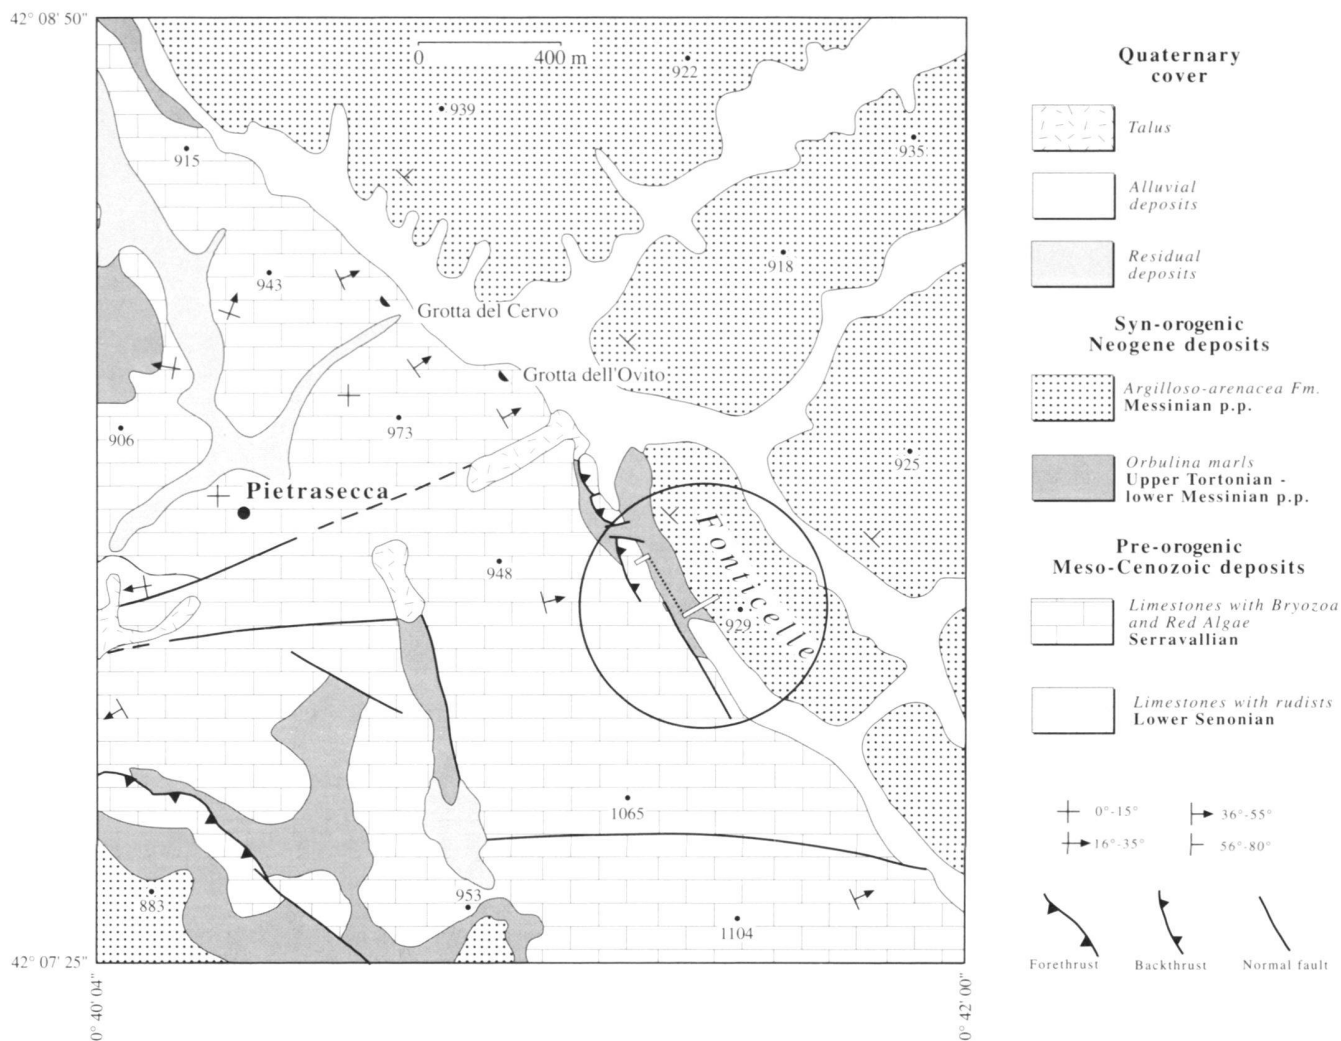 42° 08' 50"
0 400 m
922
939
935
915
918
943
Grotta del Cervo
Grotta dell'Ovito
973
906
925
Pietrasecca
Fonticelle
948
929
1065
883
953
1104
42° 07' 25"
0° 40' 04"
0° 42' 00"
Quaternary
cover
Talus
Alluvial
deposits
Residual
deposits
Syn-orogenic
Neogene deposits
Argilloso-arenacea Fm.
Messinian p.p.
Orbulina marls
Upper Tortonian -
lower Messinian p.p.
Pre-orogenic
Meso-Cenozoic deposits
Limestones with Bryozoa
and Red Algae
Serravallian
Limestones with rudists
Lower Senonian
0°-15° 36°-55°
16°-35° 56°-80°
Forethrust Backthrust Normal fault